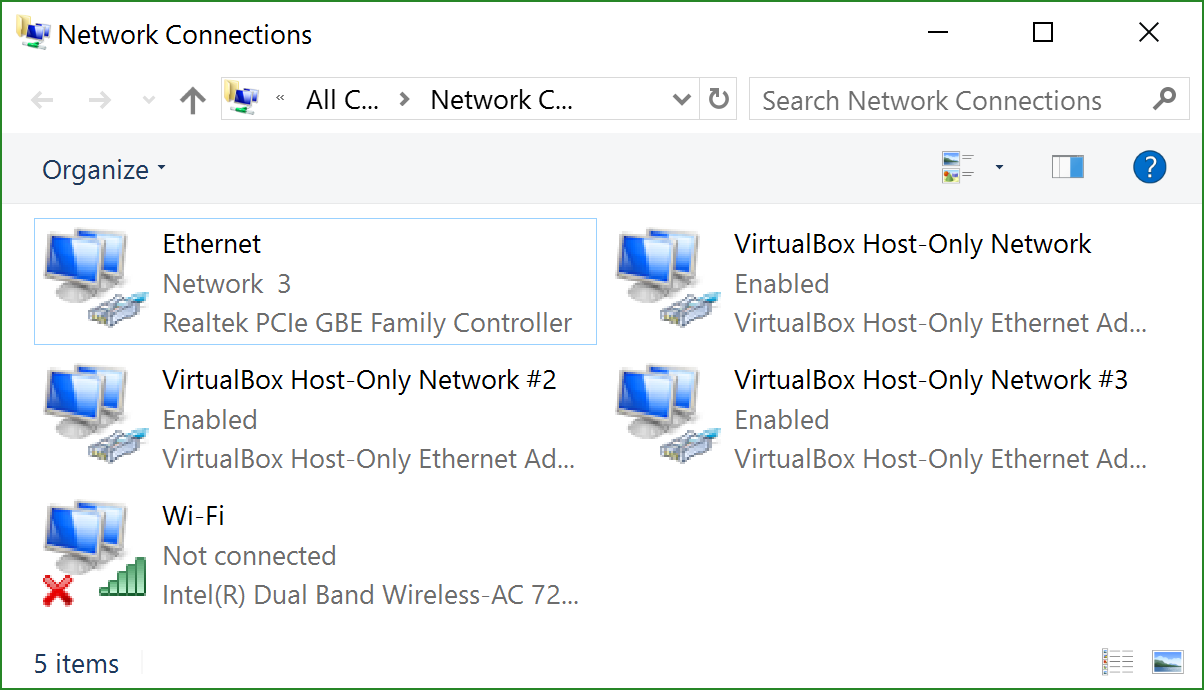 Network Connections
« All C... > Network C...
Search Network Connections
Organize
?
Ethernet
Network 3
Realtek PCIe GBE Family Controller
VirtualBox Host-Only Network
Enabled
VirtualBox Host-Only Ethernet Ad...
VirtualBox Host-Only Network #2
Enabled
VirtualBox Host-Only Ethernet Ad...
VirtualBox Host-Only Network #3
Enabled
VirtualBox Host-Only Ethernet Ad...
Wi-Fi
Not connected
Intel(R) Dual Band Wireless-AC 72...
5 items